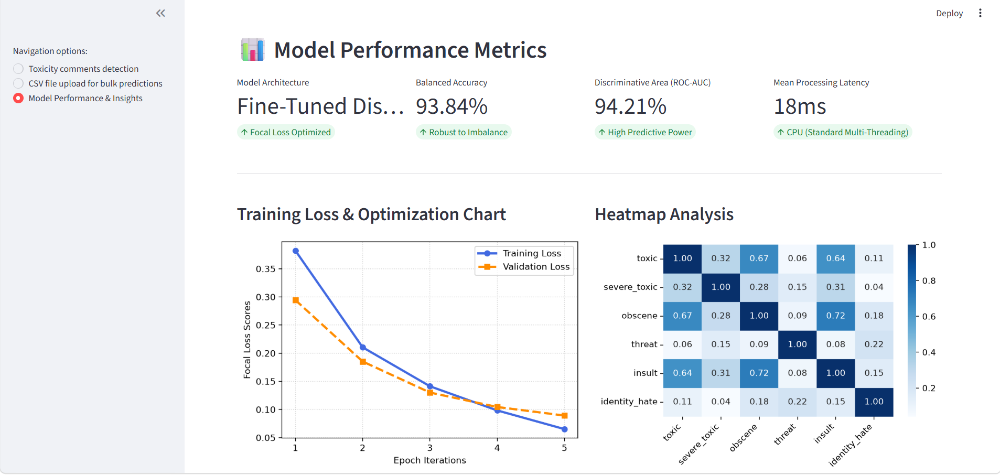 Deploy
Navigation options:
Toxicity comments detection
CSV file upload for bulk predictions
Model Performance & Insights
Model Performance Metrics
Model Architecture
Fine-Tuned Dis...
↑ Focal Loss Optimized
Balanced Accuracy
93.84%
↑ Robust to Imbalance
Discriminative Area (ROC-AUC)
94.21%
↑ High Predictive Power
Mean Processing Latency
18ms
↑ CPU (Standard Multi-Threading)
Training Loss & Optimization Chart
Training Loss
Validation Loss
Focal Loss Scores
0.35
0.30
0.25
0.20
0.15
0.10
0.05
1 2 3 4 5
Epoch Iterations
Heatmap Analysis
toxic 1.00 0.32 0.67 0.06 0.64 0.11
severe_toxic 0.32 1.00 0.28 0.15 0.31 0.04
obscene 0.67 0.28 1.00 0.09 0.72 0.18
threat 0.06 0.15 0.09 1.00 0.08 0.22
insult 0.64 0.31 0.72 0.08 1.00 0.15
identity_hate 0.11 0.04 0.18 0.22 0.15 1.00
toxic severe_toxic obscene threat insult identity_hate
1.0
0.8
0.6
0.4
0.2